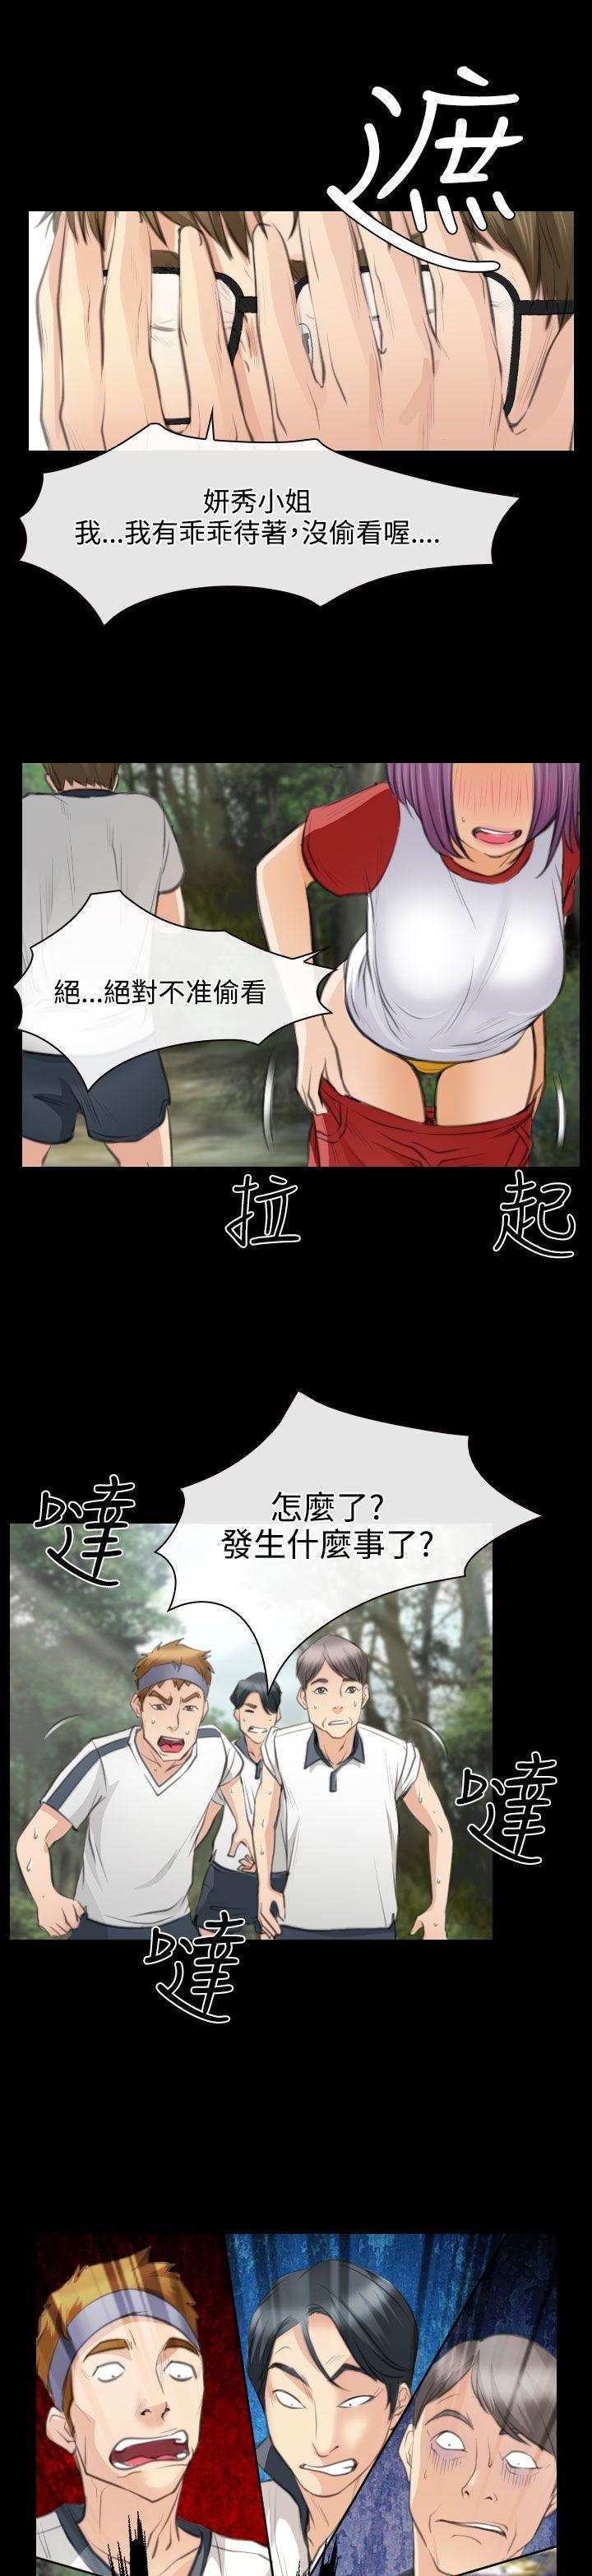 遮
妍秀小姐
我...我有乖乖待著,沒偷看喔....
絕...絕對不准偷看
拉起
怎麼了?
發生什麼事了?
噠
噠
噠